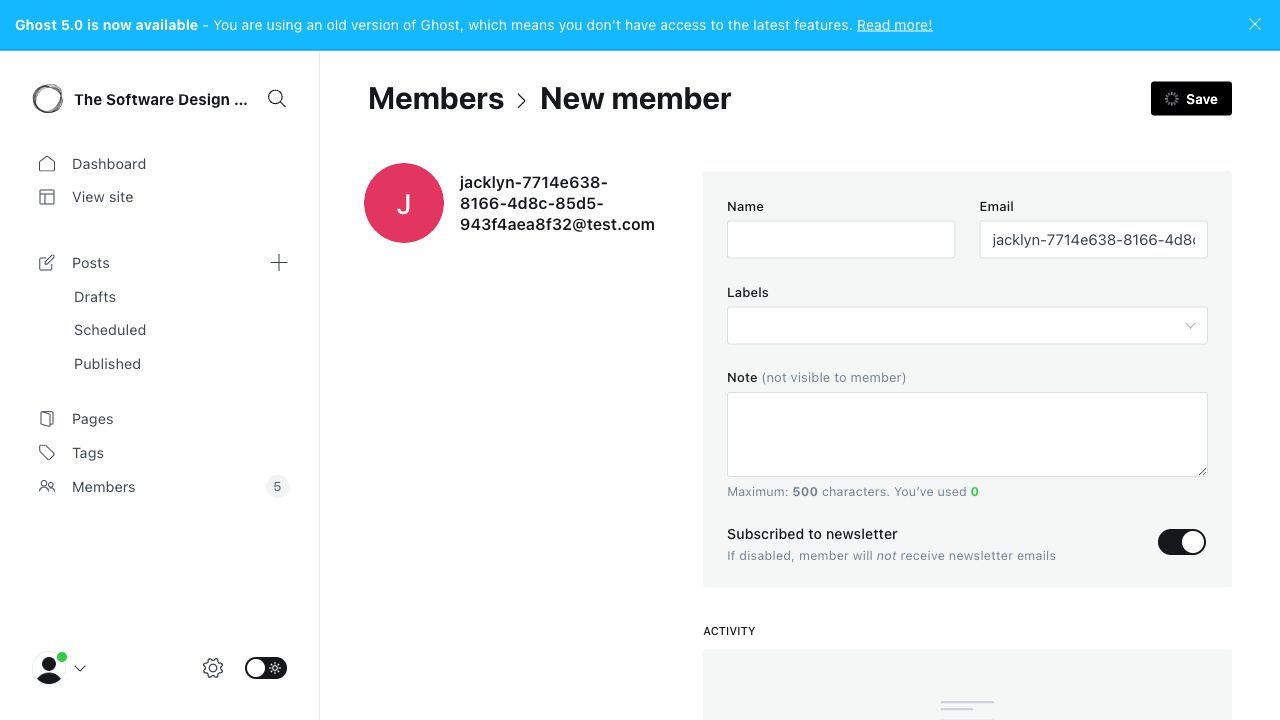 Ghost 5.0 is now available - You are using an old version of Ghost, which means you don't have access to the latest features. Read more!
The Software Design ...
Dashboard
View site
Posts
Drafts
Scheduled
Published
Pages
Tags
Members 5
Members > New member
Save
J
jacklyn-7714e638-
8166-4d8c-85d5-
943f4aea8f32@test.com
Name
Email
jacklyn-7714e638-8166-4d8c
Labels
Note (not visible to member)
Maximum: 500 characters. You've used 0
Subscribed to newsletter
If disabled, member will not receive newsletter emails
ACTIVITY